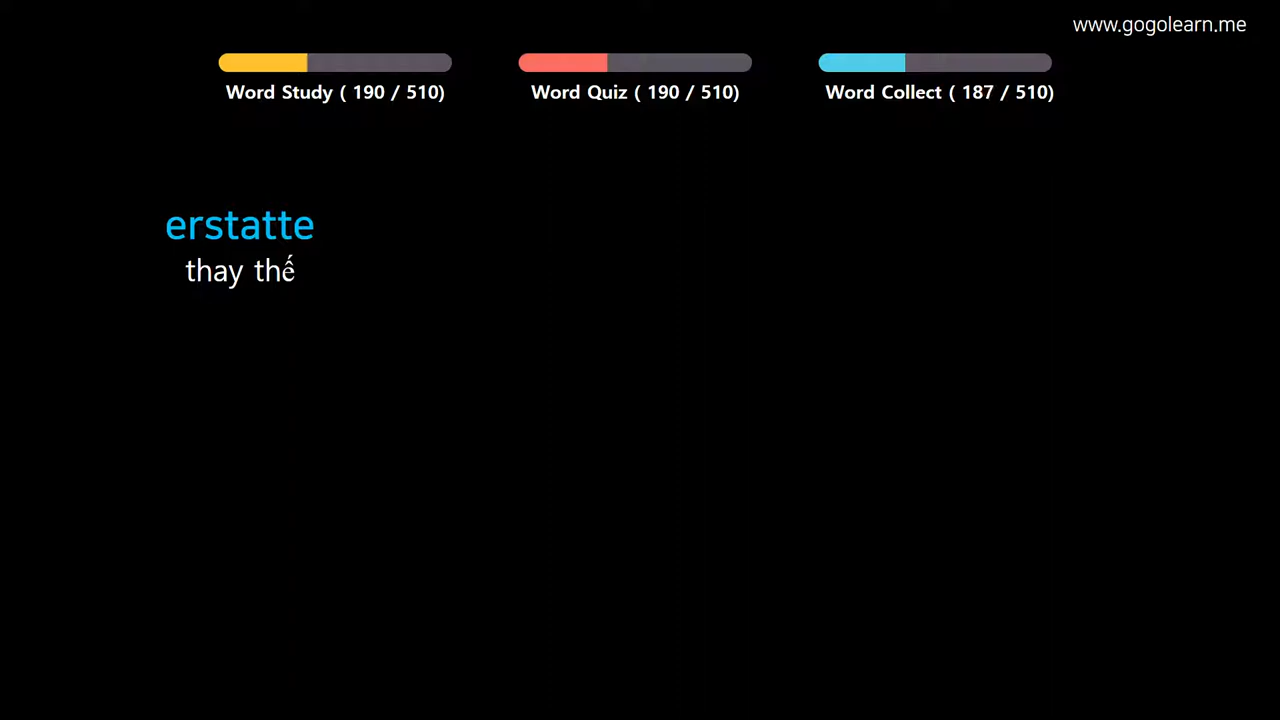 www.gogolearn.me
Word Study ( 190 / 510)
Word Quiz ( 190 / 510)
Word Collect ( 187 / 510)
erstatte
thay thế